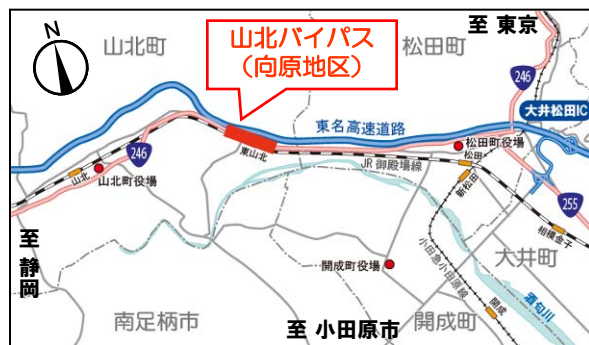 至 東京
山北町
山北バイパス
（向原地区）
松田町
N
246
大井松田IC
東名高速道路
松田町役場
246
東山北
松田
山北
山北町役場
JR御殿場線
新松田
255
相模金子
至 静岡
大井町
開成町役場
小田急小田原線
酒匂川
開成
南足柄市
至 小田原市
開成町